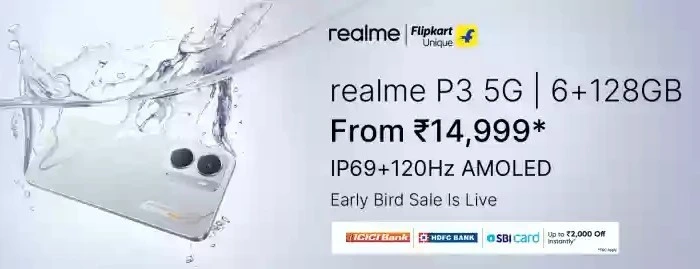 realme | Flipkart Unique
realme P3 5G | 6+128GB
From ₹14,999*
IP69+120Hz AMOLED
Early Bird Sale Is Live
ICICI Bank HDFC BANK SBI card Up to ₹2,000 Off Instantly*
*T&C Apply